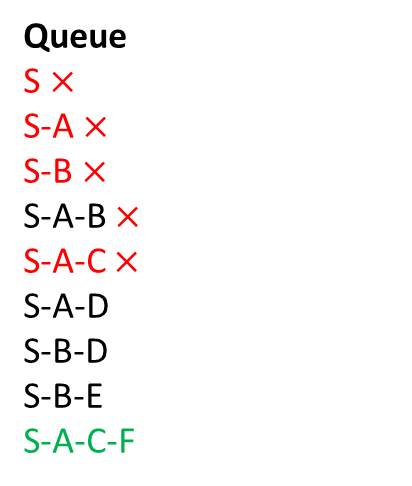 Queue
S ×
S-A ×
S-B ×
S-A-B ×
S-A-C ×
S-A-D
S-B-D
S-B-E
S-A-C-F